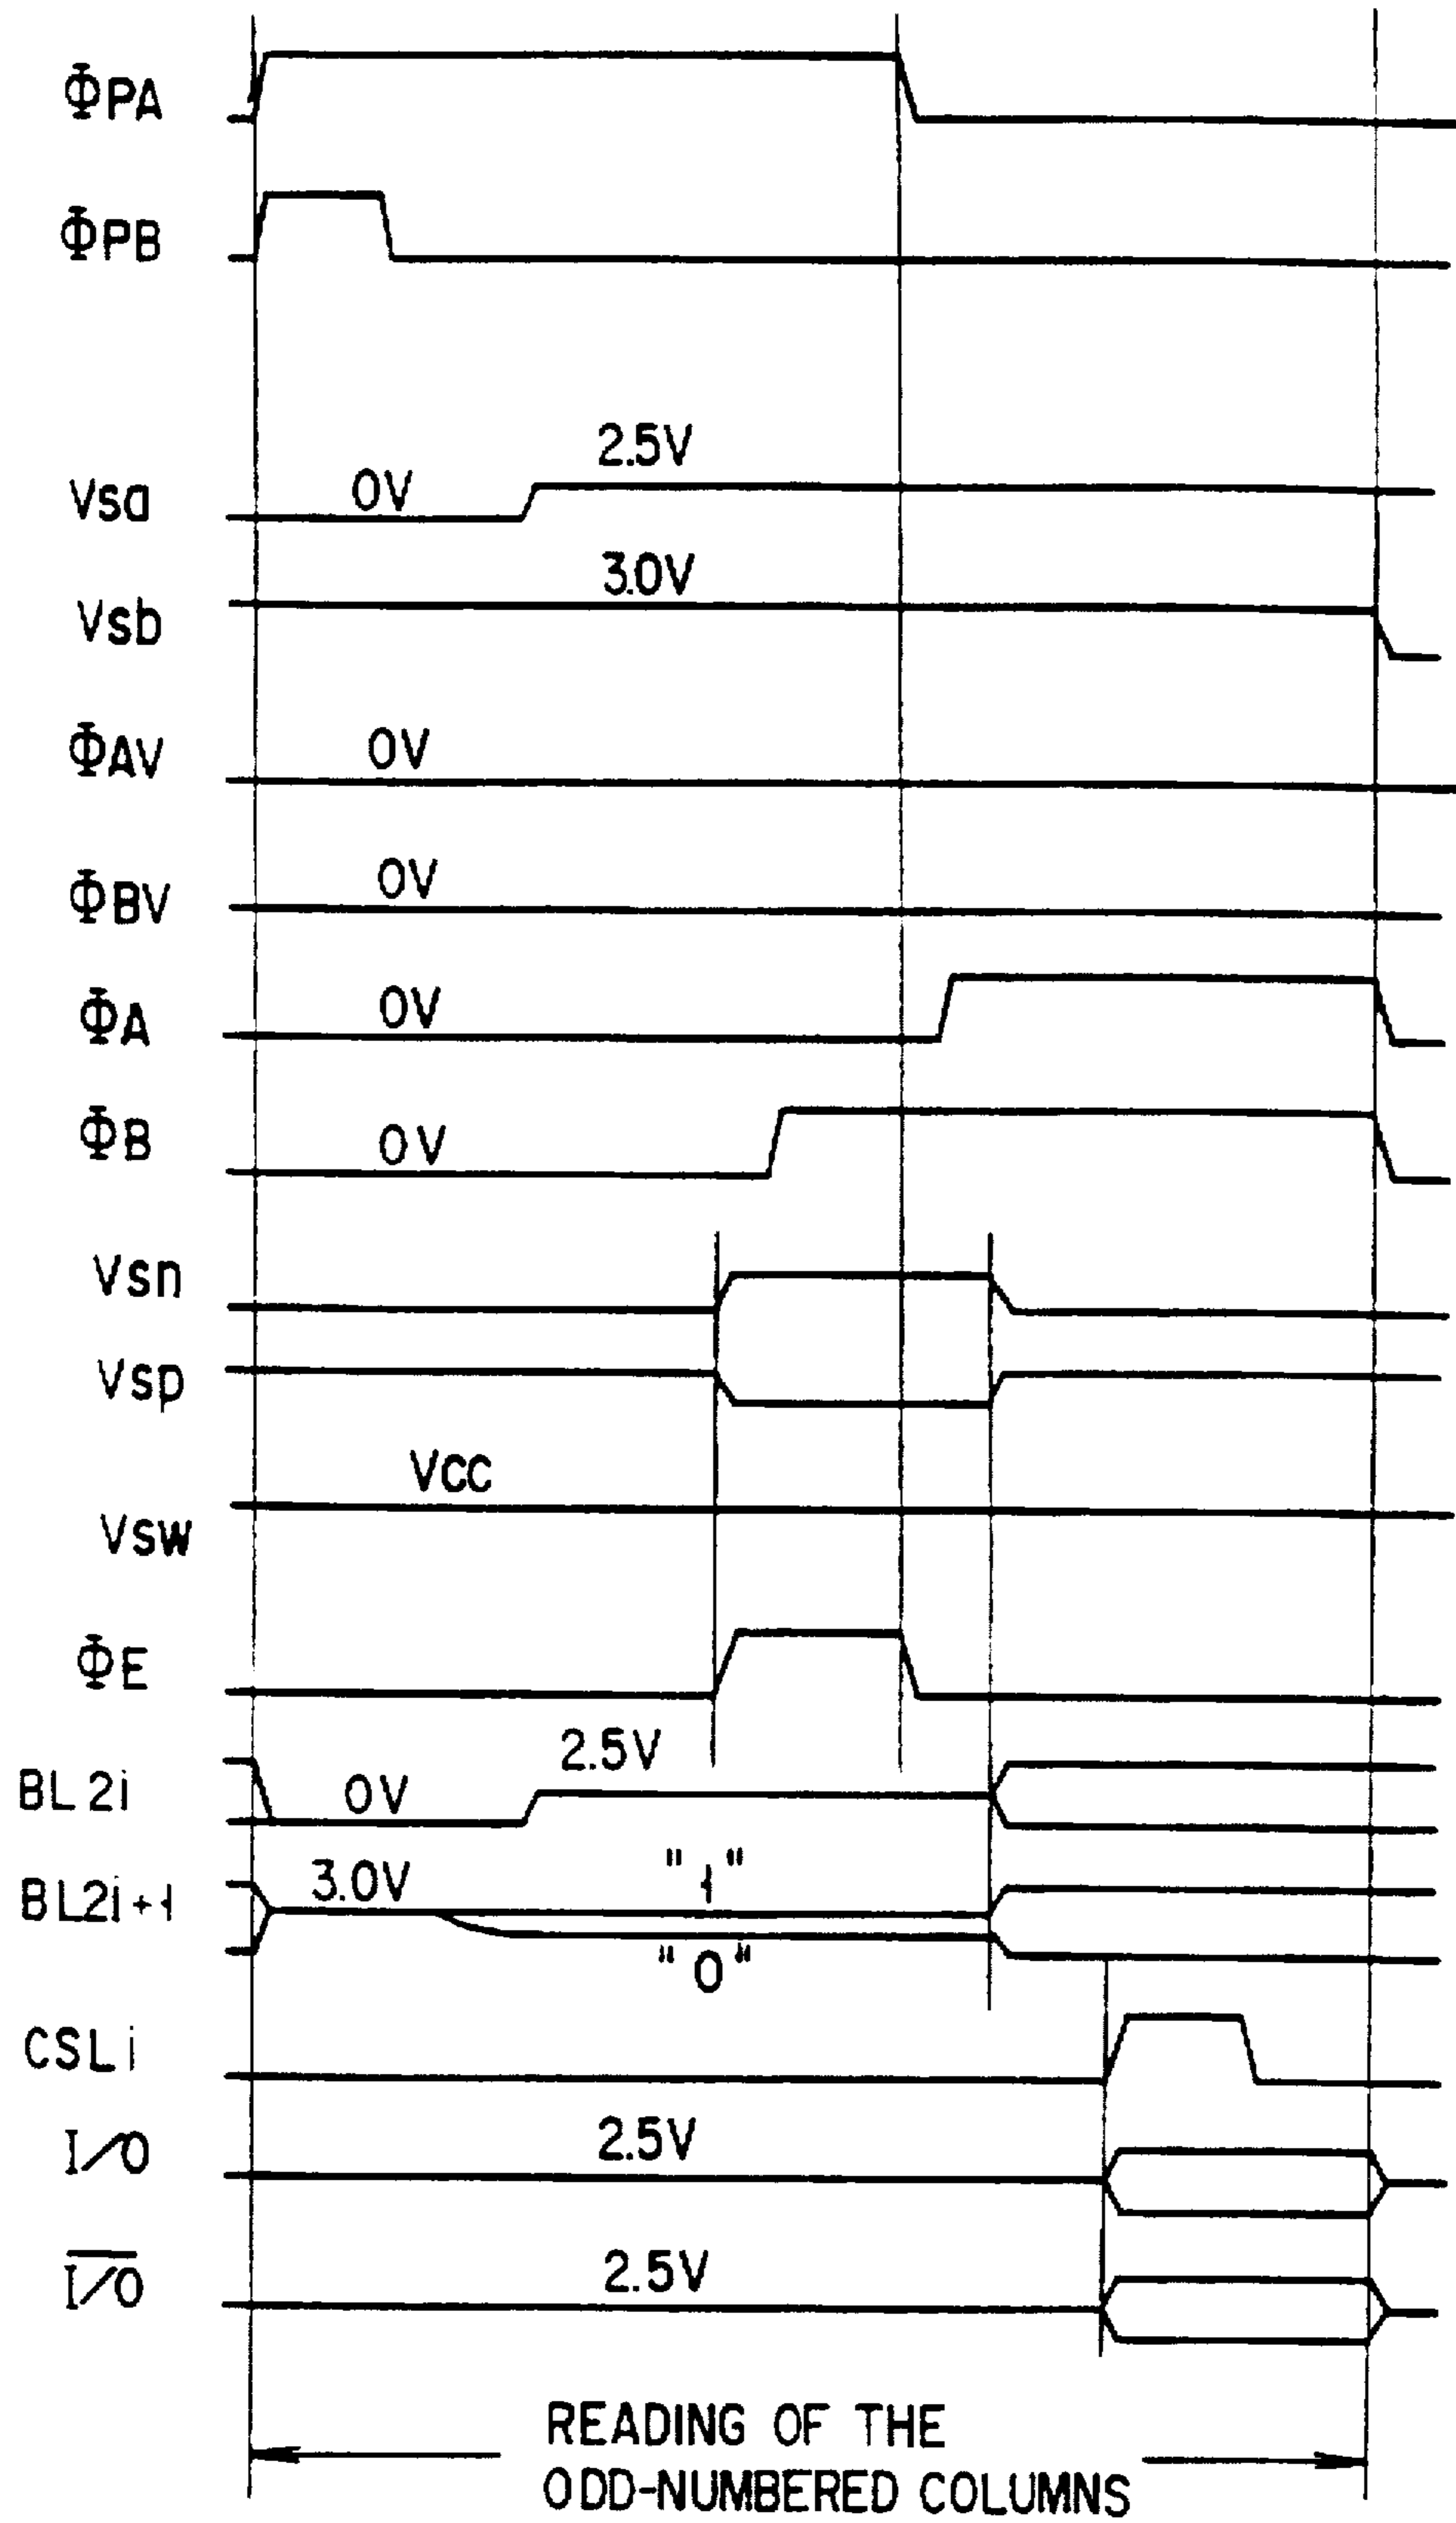 ΦPA
ΦPB
2.5V
Vsa 0V
3.0V
Vsb
ΦAV 0V
ΦBV 0V
ΦA 0V
ΦB 0V
Vsn
Vsp
VCC
Vsw
ΦE
2.5V
BL2i 0V
BL2i+1 3.0V "1"
"0"
CSLi
I/O 2.5V
I/O 2.5V
READING OF THE
ODD-NUMBERED COLUMNS